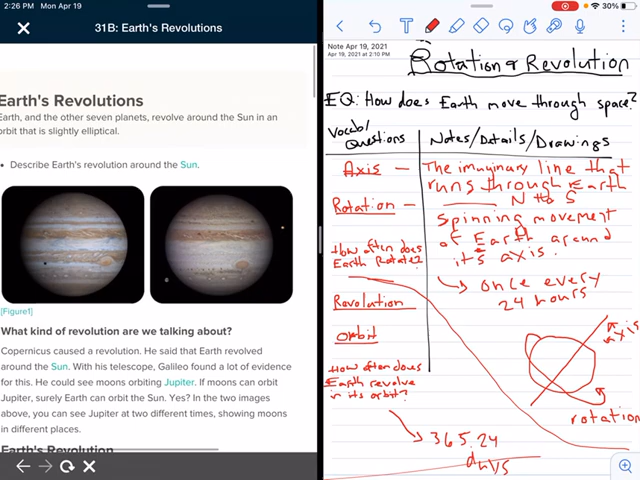 2:26 PM Mon Apr 19
30%
31B: Earth's Revolutions
Earth's Revolutions
Earth, and the other seven planets, revolve around the Sun in an
orbit that is slightly elliptical.
• Describe Earth's revolution around the Sun.
[Figure1]
What kind of revolution are we talking about?
Copernicus caused a revolution. He said that Earth revolved
around the Sun. With his telescope, Galileo found a lot of evidence
for this. He could see moons orbiting Jupiter. If moons can orbit
Jupiter, surely Earth can orbit the Sun. Yes? In the two images
above, you can see Jupiter at two different times, showing moons
in different places.
Earth's Revolution
Note Apr 19, 2021
Apr 19, 2021 at 2:10 PM
Rotation & Revolution
EQ: How does Earth move through space?
Vocab/
Questions
Notes/Details/Drawings
Axis –
The imaginary line that
runs through Earth
N to S
Rotation –
spinning movement
of Earth around
it's axis.
How often does
Earth Rotate?
→ once every
24 hours
Revolution
Orbit
How often does
Earth revolve
in its orbit?
365.24
days
axis
rotation